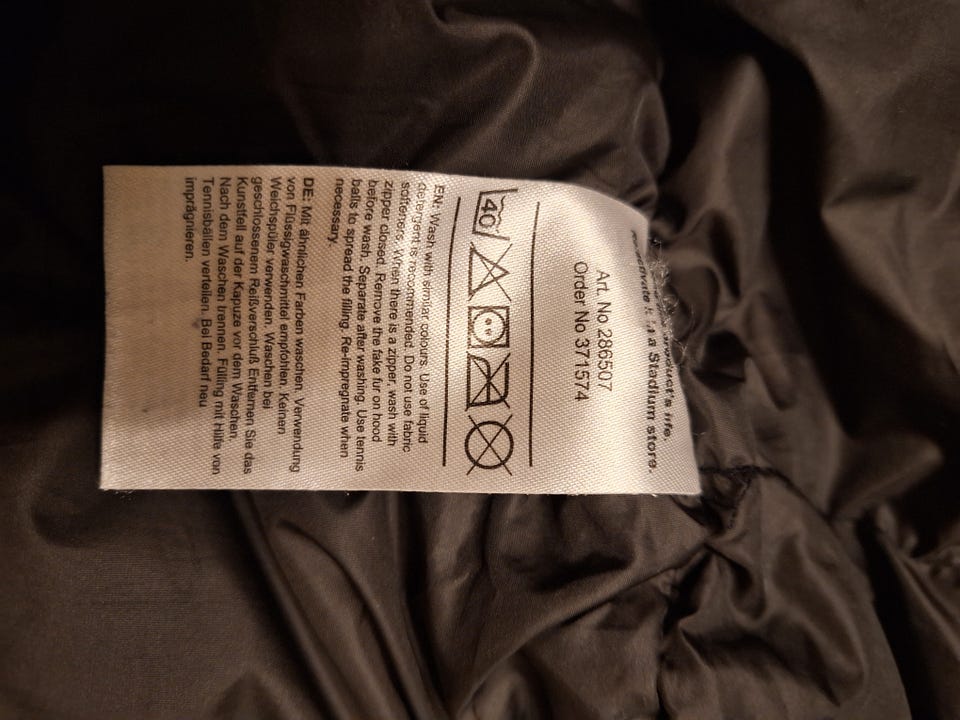 product's life.
a Stadium store.
Art. No 286507
Order No 371574
40
EN: Wash with similar colours. Use of liquid
detergent is recommended. Do not use fabric
softeners. When there is a zipper, wash with
zipper closed. Remove the fake fur on hood
before wash. Separate after washing. Use tennis
balls to spread the filling. Re-impregnate when
necessary.
DE: Mit ähnlichen Farben waschen. Verwendung
von Flüssigwaschmittel empfohlen. Keinen
Weichspüler verwenden. Waschen bei
geschlossenem Reißverschluß Entfernen Sie das
Kunstfell auf der Kapuze vor dem Waschen.
Nach dem Waschen trennen. Füllung mit Hilfe von
Tennisbällen verteilen. Bei Bedarf neu
imprägnieren.